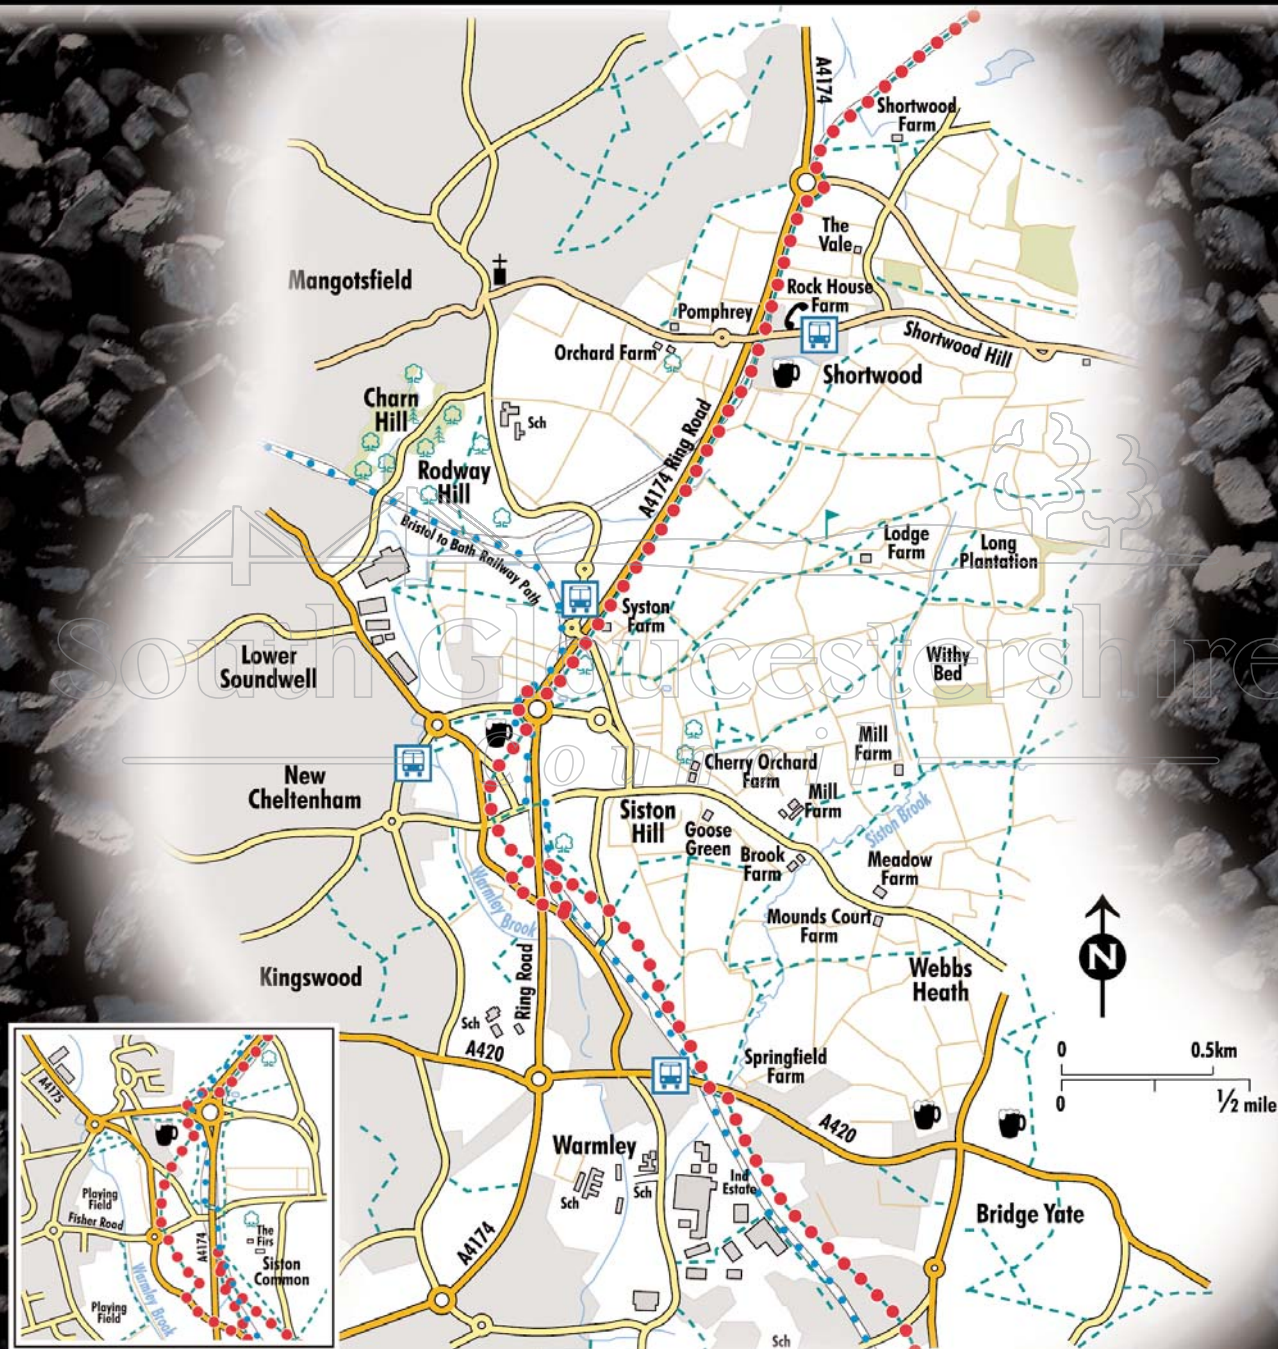 A4174
Shortwood
Farm
The
Vale
Mangotsfield
Rock House
Farm
Pomphrey
Orchard Farm
Shortwood Hill
Shortwood
Charn
Hill
Sch
Rodway
Hill
A4174 Ring Road
Bristol to Bath Railway Path
Lodge
Farm
Long
Plantation
Syston
Farm
South Gloucestershire
Council
Lower
Soundwell
Withy
Bed
Mill
Farm
Cherry Orchard
Farm
New
Cheltenham
Mill
Farm
Siston
Hill
Goose
Green
Siston Brook
Brook
Farm
Meadow
Farm
Warmley Brook
Mounds Court
Farm
Kingswood
Ring Road
Webbs
Heath
N
Sch
A420
Springfield
Farm
0 0.5km
0 1/2 mile
A420
Warmley
Sch
Sch
Ind
Estate
Bridge Yate
A4174
Sch
A4175
Playing
Field
Fisher Road
A4174
The
Firs
Siston
Common
Warmley Brook
Playing
Field